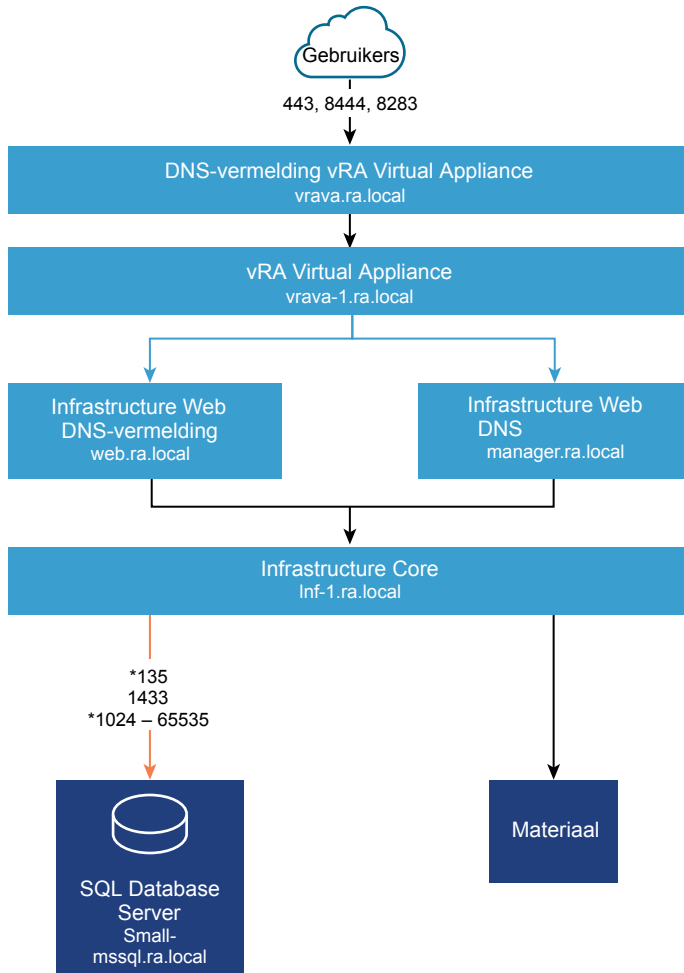 Gebruikers
443, 8444, 8283
DNS-vermelding vRA Virtual Appliance
vrava.ra.local
vRA Virtual Appliance
vrava-1.ra.local
Infrastructure Web
DNS-vermelding
web.ra.local
Infrastructure Web
DNS
manager.ra.local
Infrastructure Core
Inf-1.ra.local
*135
1433
*1024 – 65535
SQL Database
Server
Small-
mssql.ra.local
Materiaal